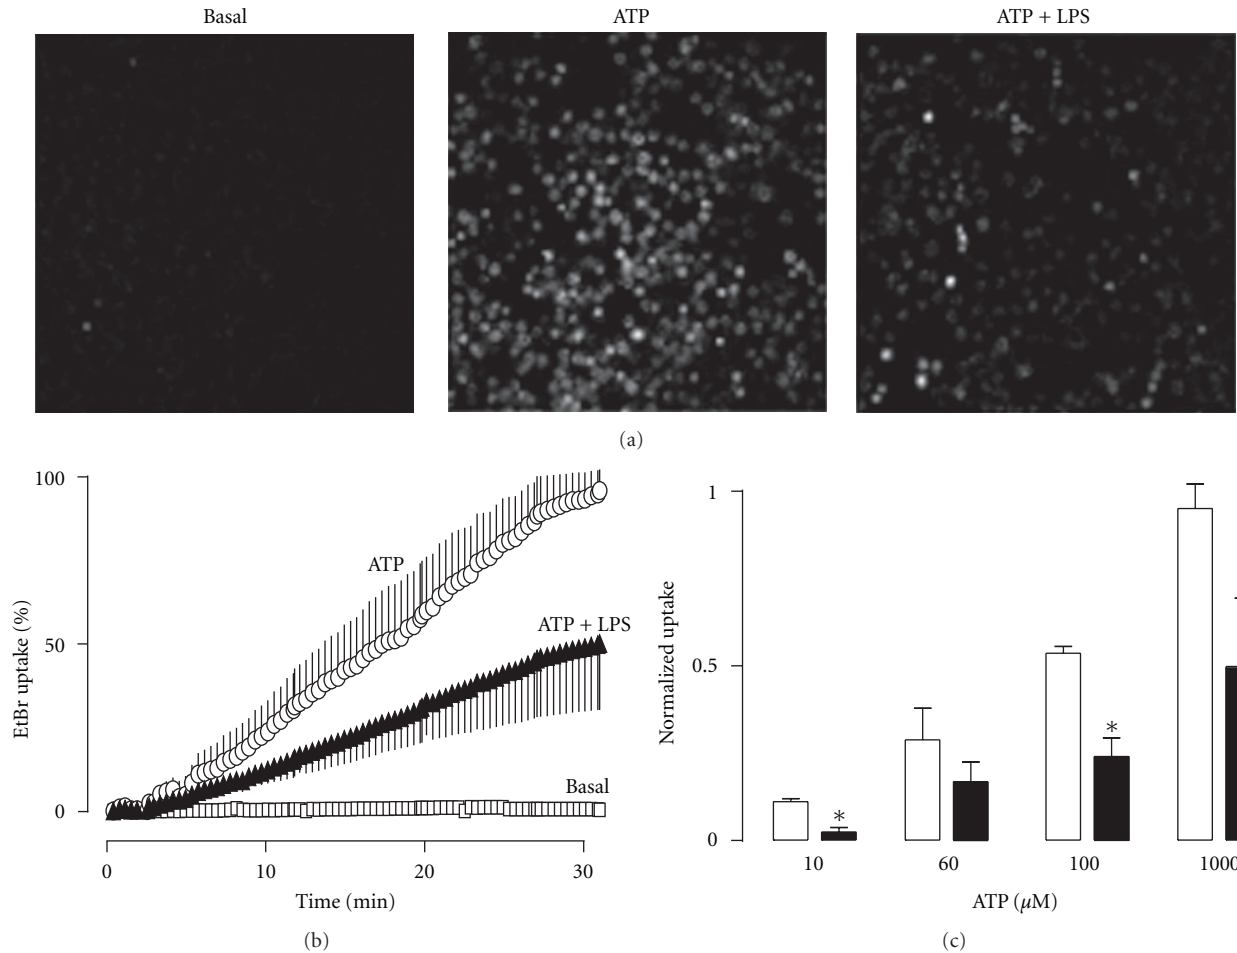 Basal
ATP
ATP + LPS
(a)
100
50
0
EtBr uptake (%)
ATP
ATP + LPS
Basal
0
10
20
30
Time (min)
(b)
1
0.5
0
Normalized uptake
*
*
10
60
100
1000
ATP (μM)
(c)